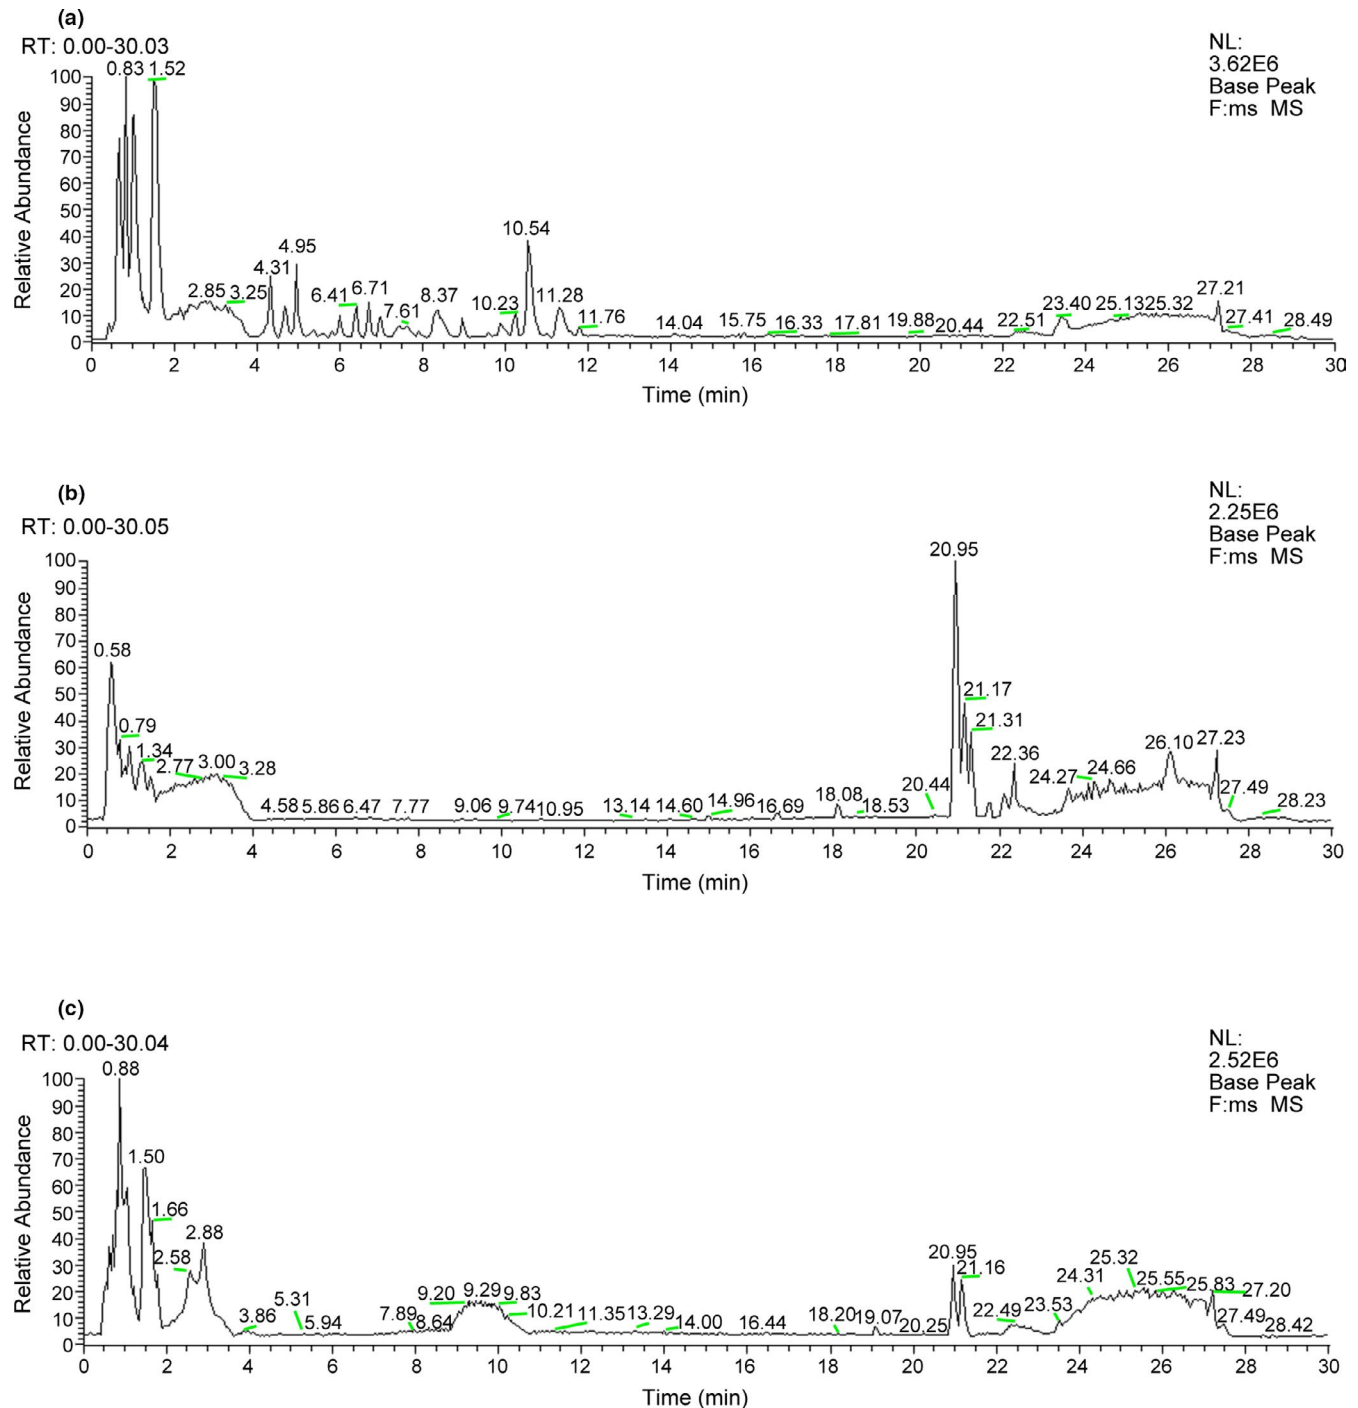 (a)
RT: 0.00-30.03
NL:
3.62E6
Base Peak
F:ms MS
0.83 1.52
2.85 3.25 4.31 4.95 6.41 6.71 7.61 8.37 10.23 10.54 11.28 11.76 14.04 15.75 16.33 17.81 19.88 20.44 22.51 23.40 25.13 25.32 27.21 27.41 28.49
Relative Abundance
100
90
80
70
60
50
40
30
20
10
0
0 2 4 6 8 10 12 14 16 18 20 22 24 26 28 30
Time (min)
(b)
RT: 0.00-30.05
NL:
2.25E6
Base Peak
F:ms MS
0.58 0.79 1.34 2.77 3.00 3.28 4.58 5.86 6.47 7.77 9.06 9.74 10.95 13.14 14.60 14.96 16.69 18.08 18.53 20.44 20.95 21.17 21.31 22.36 24.27 24.66 26.10 27.23 27.49 28.23
Relative Abundance
100
90
80
70
60
50
40
30
20
10
0
0 2 4 6 8 10 12 14 16 18 20 22 24 26 28 30
Time (min)
(c)
RT: 0.00-30.04
NL:
2.52E6
Base Peak
F:ms MS
0.88 1.50 1.66 2.58 2.88 3.86 5.31 5.94 7.89 8.64 9.20 9.29 9.83 10.21 11.35 13.29 14.00 16.44 18.20 19.07 20.25 20.95 21.16 22.49 23.53 24.31 25.32 25.55 25.83 27.20 27.49 28.42
Relative Abundance
100
90
80
70
60
50
40
30
20
10
0
0 2 4 6 8 10 12 14 16 18 20 22 24 26 28 30
Time (min)